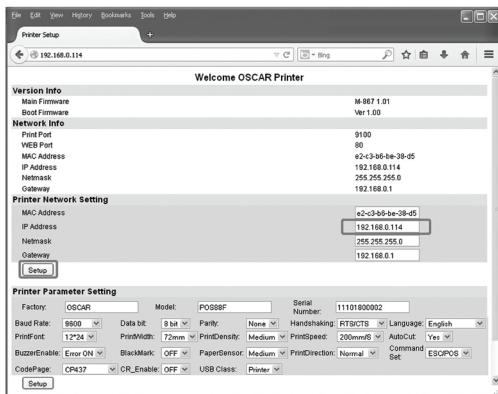 File Edit View History Bookmarks Tools Help
Printer Setup +
192.168.0.114 Bing
Welcome OSCAR Printer
Version Info
Main Firmware M-867 1.01
Boot Firmware Ver 1.00
Network Info
Print Port 9100
WEB Port 80
MAC Address e2-c3-b6-be-38-d5
IP Address 192.168.0.114
Netmask 255.255.255.0
Gateway 192.168.0.1
Printer Network Setting
MAC Address e2-c3-b6-be-38-d5
IP Address 192.168.0.114
Netmask 255.255.255.0
Gateway 192.168.0.1
Setup
Printer Parameter Setting
Factory: OSCAR Model: POS88F Serial Number: 11101800002
Baud Rate: 9600 Data bit: 8 bit Parity: None Handshaking: RTS/CTS Language: English
PrintFont: 12*24 PrintWidth: 72mm PrintDensity: Medium PrintSpeed: 200mm/S AutoCut: Yes
BuzzerEnable: Error ON BlackMark: OFF PaperSensor: Medium PrintDirection: Normal Command Set: ESC/POS
CodePage: CP437 CR_Enable: OFF USB Class: Printer
Setup